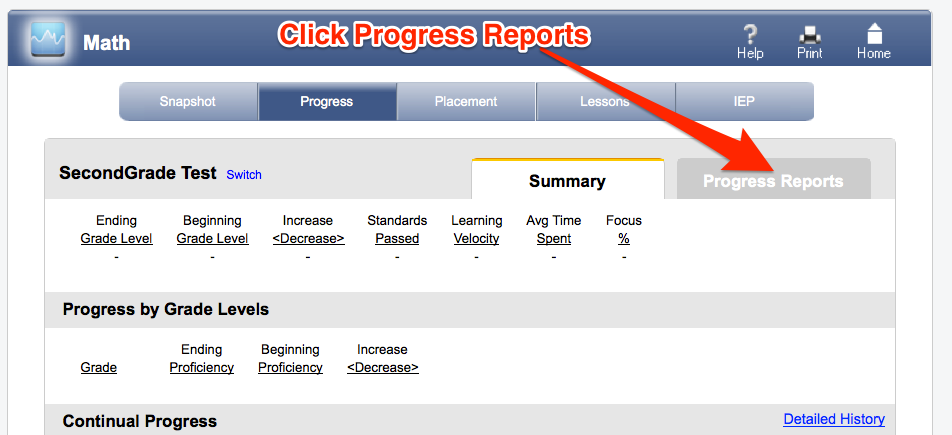 Math
Click Progress Reports
Help Print Home
Snapshot Progress Placement Lessons IEP
SecondGrade Test Switch
Summary
Progress Reports
Ending Beginning Increase Standards Learning Avg Time Focus
Grade Level Grade Level <Decrease> Passed Velocity Spent %
- - - - - - -
Progress by Grade Levels
Ending Beginning Increase
Grade Proficiency Proficiency <Decrease>
Continual Progress Detailed History